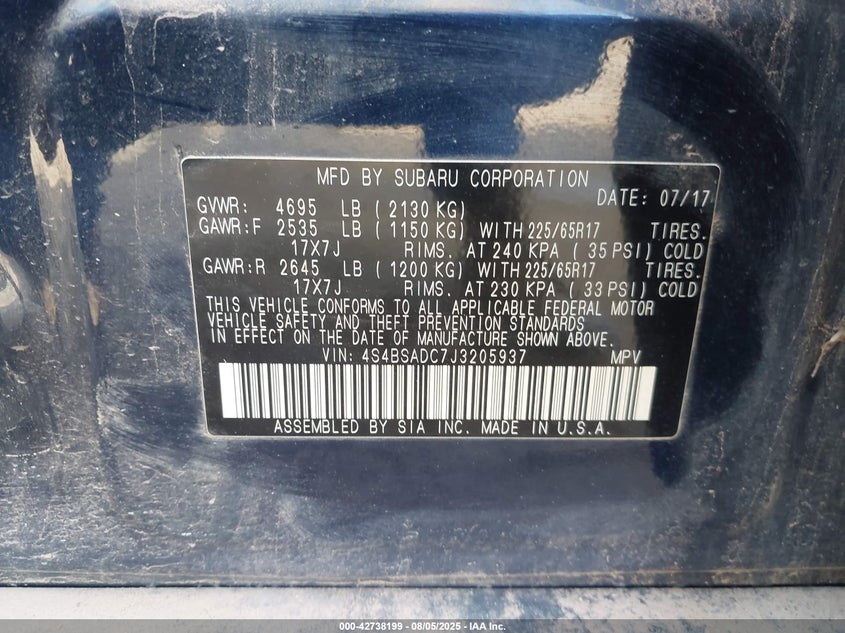 MFD BY SUBARU CORPORATION
GVWR: 4695 LB ( 2130 KG) DATE: 07/17
GAWR:F 2535 LB ( 1150 KG) WITH 225/65R17 TIRES.
17X7J RIMS. AT 240 KPA ( 35 PSI) COLD
GAWR:R 2645 LB ( 1200 KG) WITH 225/65R17 TIRES.
17X7J RIMS. AT 230 KPA ( 33 PSI) COLD
THIS VEHICLE CONFORMS TO ALL APPLICABLE FEDERAL MOTOR
VEHICLE SAFETY AND THEFT PREVENTION STANDARDS
IN EFFECT ON THE DATE OF MANUFACTURE SHOWN ABOVE.
VIN: 4S4BSADC7J3205937 MPV
ASSEMBLED BY SIA INC. MADE IN U.S.A.
000-42738199 - 08/05/2025 - IAA Inc.